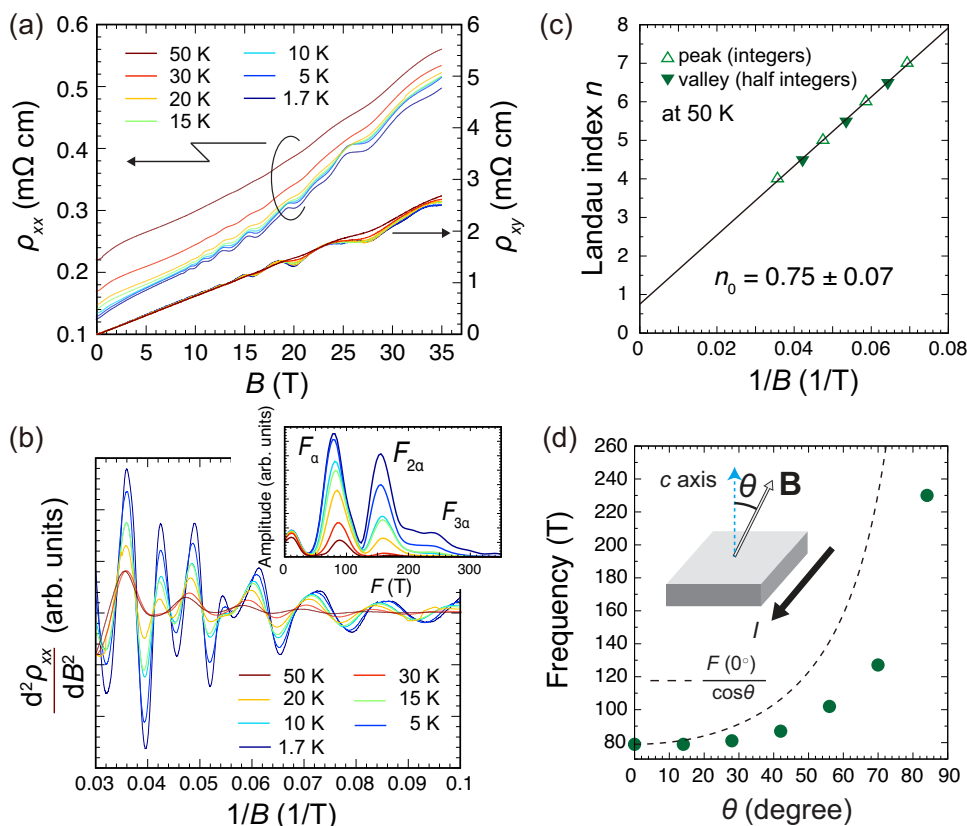 (a)
0.6
0.5
0.4
0.3
0.2
0.1
ρxx (mΩ cm)
50 K
30 K
20 K
15 K
10 K
5 K
1.7 K
6
5
4
3
2
1
0
ρxy (mΩ cm)
0 5 10 15 20 25 30 35
B (T)
(c)
8
7
6
5
4
3
2
1
0
Landau index n
peak (integers)
valley (half integers)
at 50 K
n0 = 0.75 ± 0.07
0.0 0.02 0.04 0.06 0.08
1/B (1/T)
(b)
d²ρxx
dB²
(arb. units)
Amplitude (arb. units)
Fα
F2α
F3α
0 100 200 300
F (T)
50 K
20 K
10 K
1.7 K
30 K
15 K
5 K
0.03 0.04 0.05 0.06 0.07 0.08 0.09 0.1
1/B (1/T)
(d)
260
240
220
200
180
160
140
120
100
80
60
Frequency (T)
c axis
θ
B
I
F (0°)
cosθ
0 10 20 30 40 50 60 70 80 90
θ (degree)